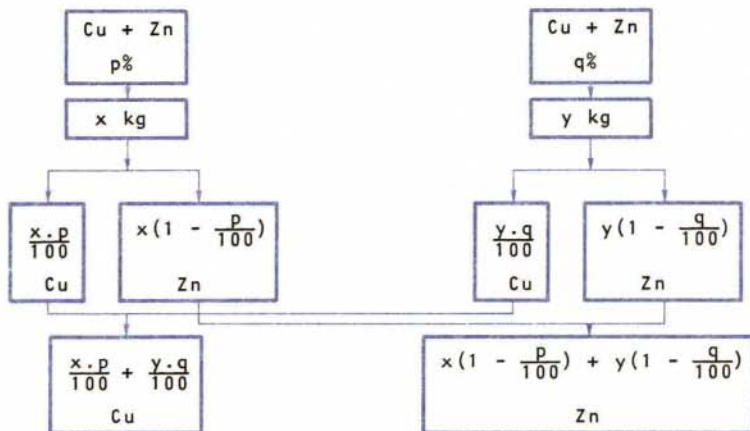 Cu + Zn
p%
x kg
x.p/100
Cu
x(1 - p/100)
Zn
x.p/100 + y.q/100
Cu
Cu + Zn
q%
y kg
y.q/100
Cu
y(1 - q/100)
Zn
x(1 - p/100) + y(1 - q/100)
Zn